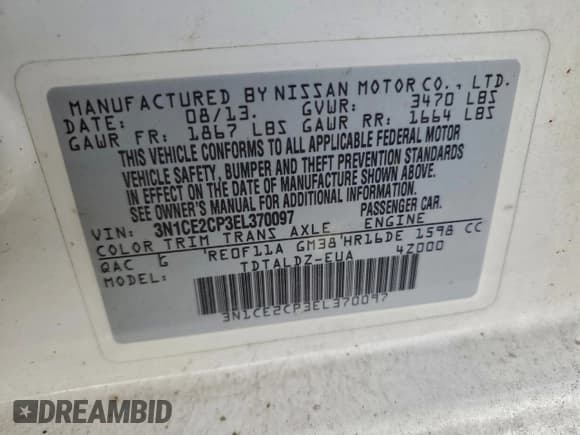 MANUFACTURED BY NISSAN MOTOR CO., LTD.
DATE: 08/13. GVWR: 3470 LBS
GAWR FR: 1867 LBS GAWR RR: 1664 LBS
THIS VEHICLE CONFORMS TO ALL APPLICABLE FEDERAL MOTOR
VEHICLE SAFETY, BUMPER AND THEFT PREVENTION STANDARDS
IN EFFECT ON THE DATE OF MANUFACTURE SHOWN ABOVE.
SEE OWNER'S MANUAL FOR ADDITIONAL INFORMATION.
VIN: 3N1CE2CP3EL370097 PASSENGER CAR.
COLOR TRIM TRANS AXLE ENGINE
QAC G RE0F11A GM38 HR16DE 1598 CC
MODEL: TDTALDZ-EUA 4Z000
3N1CE2CP3EL370097
DREAMBID